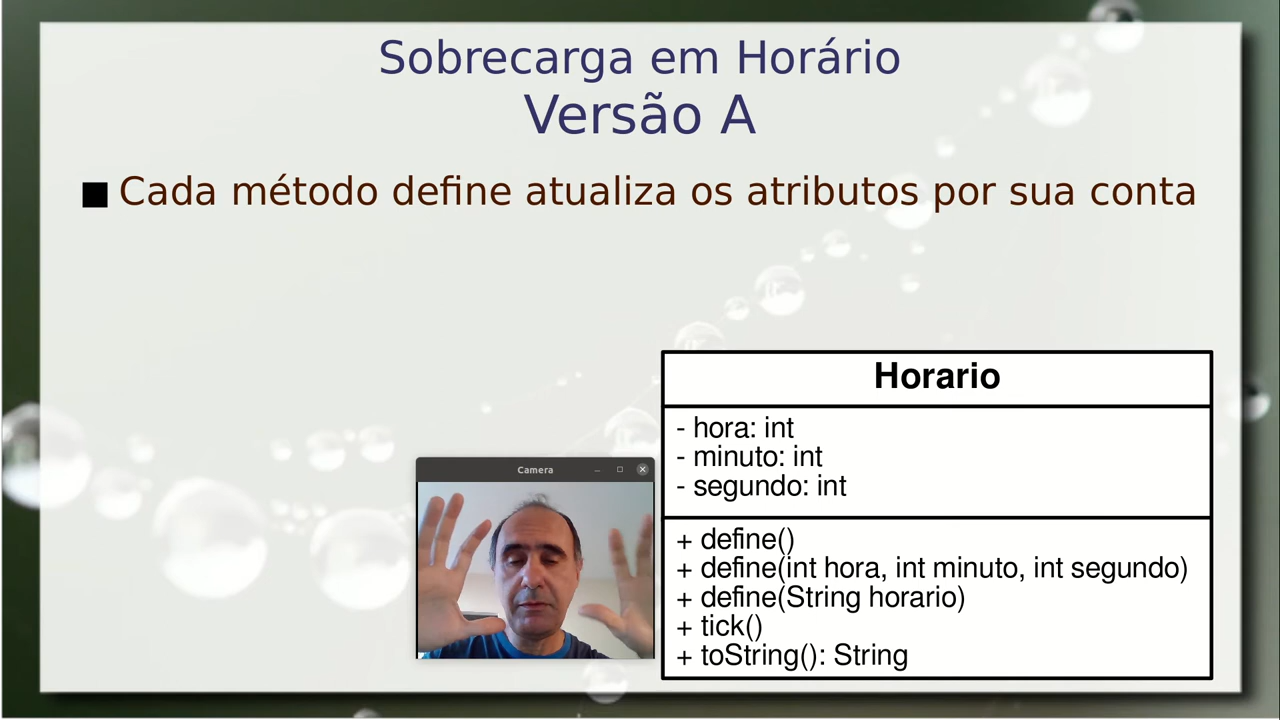 Sobrecarga em Horário
Versão A
■ Cada método define atualiza os atributos por sua conta
Horario
- hora: int
- minuto: int
- segundo: int
Camera
+ define()
+ define(int hora, int minuto, int segundo)
+ define(String horario)
+ tick()
+ toString(): String